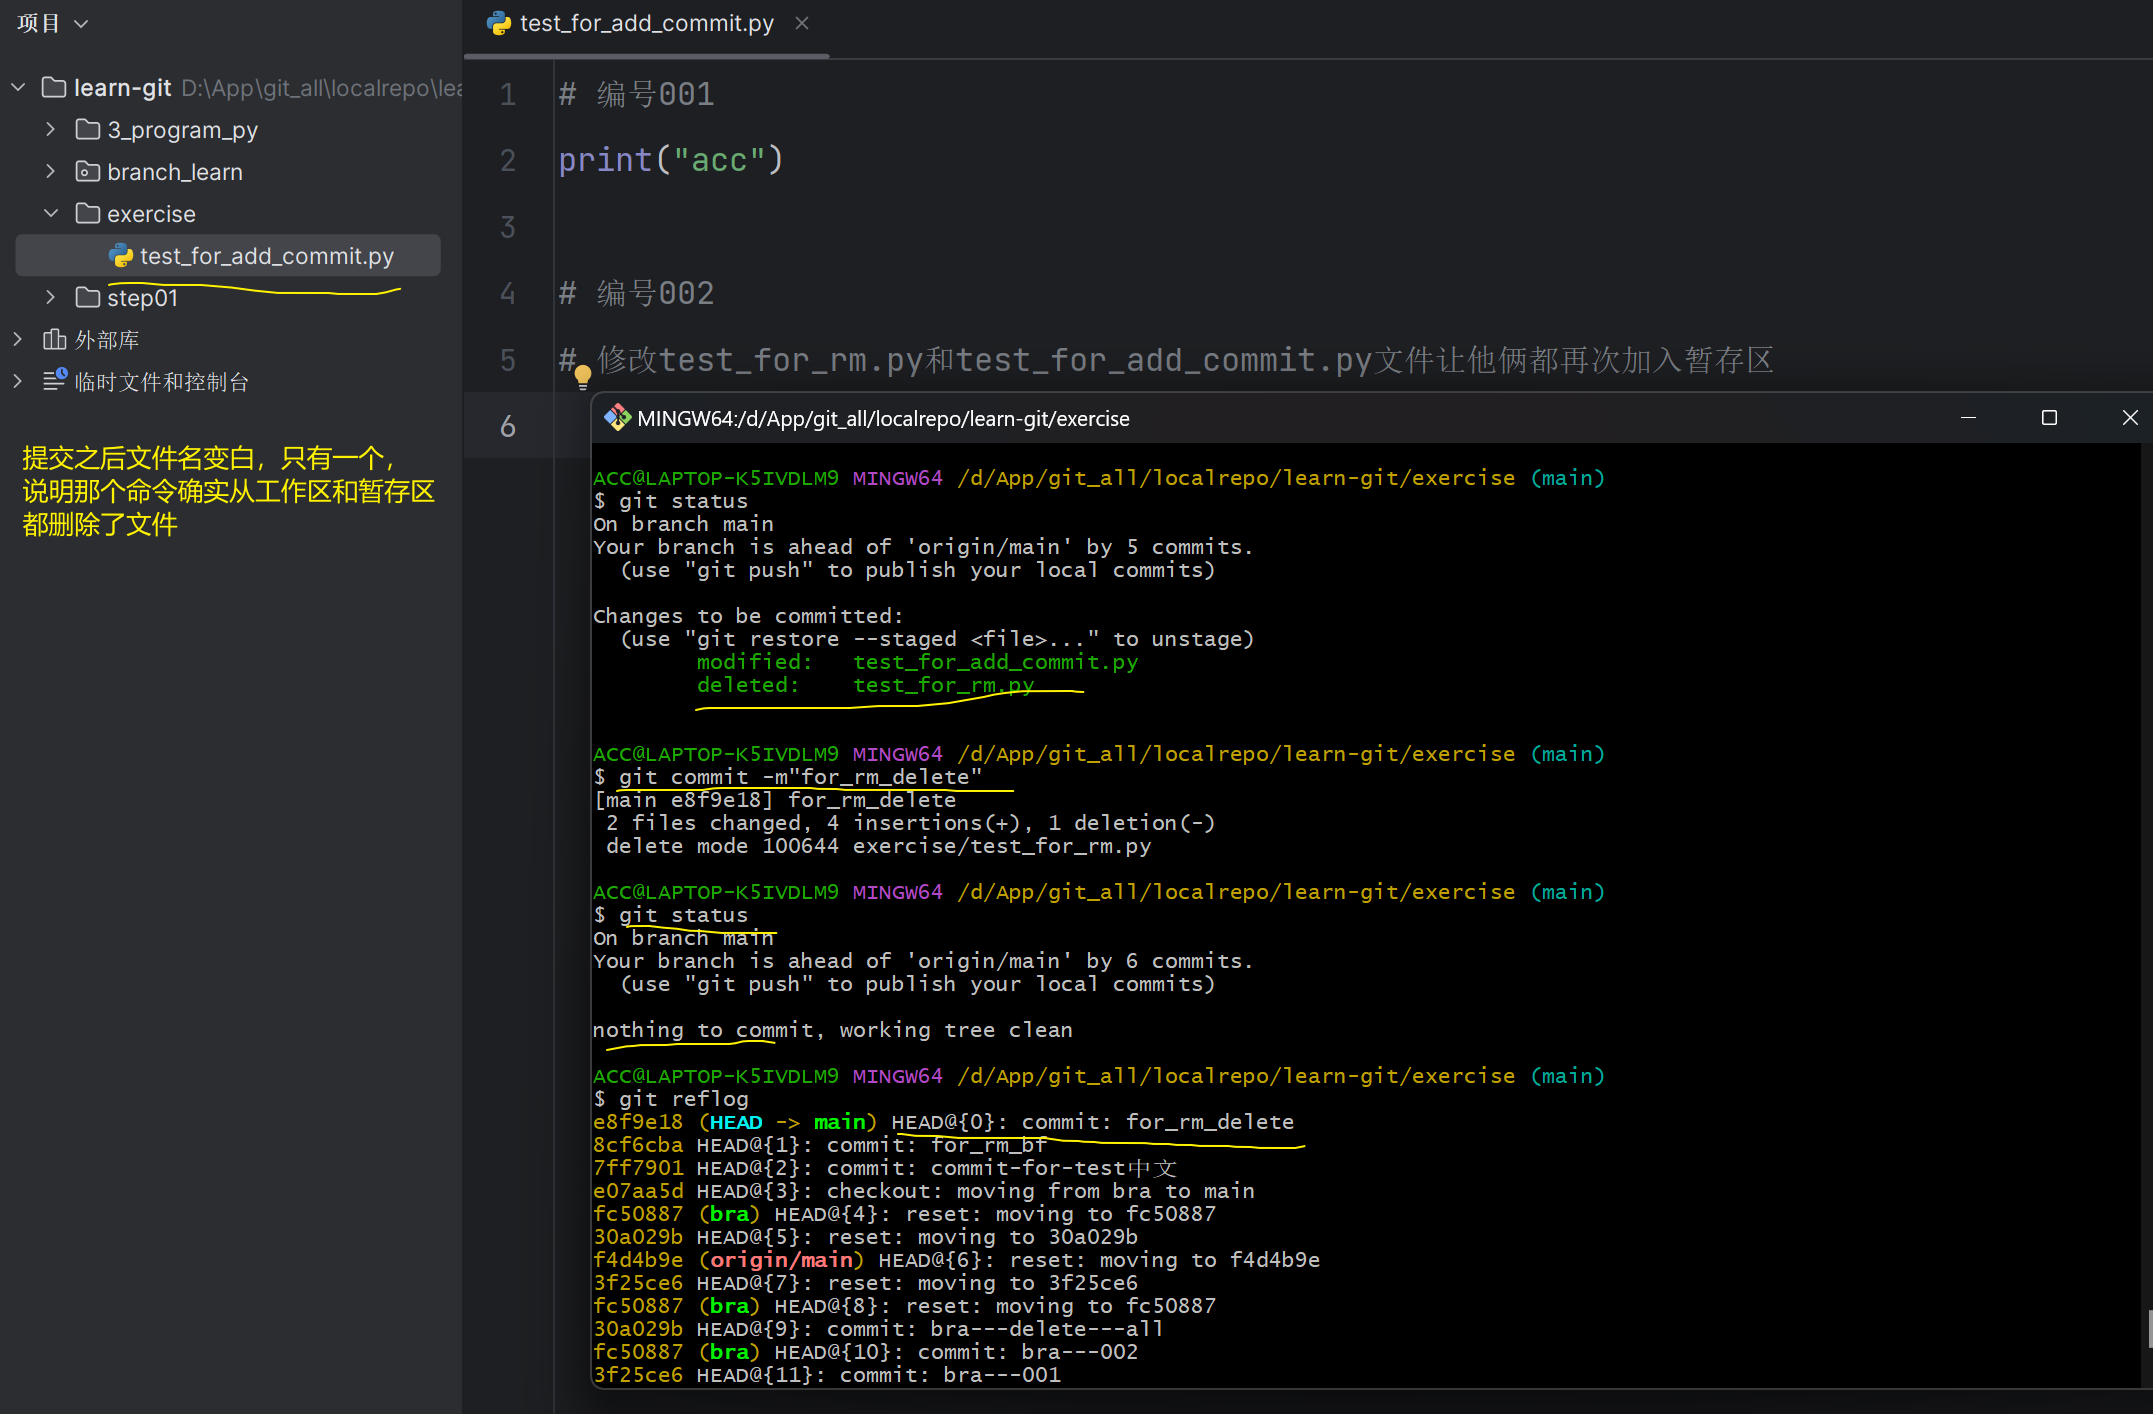 项目
learn-git D:\App\git_all\localrepo\lea
3_program_py
branch_learn
exercise
test_for_add_commit.py
step01
外部库
临时文件和控制台
提交之后文件名变白，只有一个，
说明那个命令确实从工作区和暂存区
都删除了文件
test_for_add_commit.py
1 # 编号001
2 print("acc")
3
4 # 编号002
5 # 修改test_for_rm.py和test_for_add_commit.py文件让他俩都再次加入暂存区
6
MINGW64:/d/App/git_all/localrepo/learn-git/exercise
ACC@LAPTOP-K5IVDLM9 MINGW64 /d/App/git_all/localrepo/learn-git/exercise (main)
$ git status
On branch main
Your branch is ahead of 'origin/main' by 5 commits.
  (use "git push" to publish your local commits)
Changes to be committed:
  (use "git restore --staged <file>..." to unstage)
        modified:   test_for_add_commit.py
        deleted:    test_for_rm.py
ACC@LAPTOP-K5IVDLM9 MINGW64 /d/App/git_all/localrepo/learn-git/exercise (main)
$ git commit -m"for_rm_delete"
[main e8f9e18] for_rm_delete
 2 files changed, 4 insertions(+), 1 deletion(-)
 delete mode 100644 exercise/test_for_rm.py
ACC@LAPTOP-K5IVDLM9 MINGW64 /d/App/git_all/localrepo/learn-git/exercise (main)
$ git status
On branch main
Your branch is ahead of 'origin/main' by 6 commits.
  (use "git push" to publish your local commits)
nothing to commit, working tree clean
ACC@LAPTOP-K5IVDLM9 MINGW64 /d/App/git_all/localrepo/learn-git/exercise (main)
$ git reflog
e8f9e18 (HEAD -> main) HEAD@{0}: commit: for_rm_delete
8cf6cba HEAD@{1}: commit: for_rm_bf
7ff7901 HEAD@{2}: commit: commit-for-test中文
e07aa5d HEAD@{3}: checkout: moving from bra to main
fc50887 (bra) HEAD@{4}: reset: moving to fc50887
30a029b HEAD@{5}: reset: moving to 30a029b
f4d4b9e (origin/main) HEAD@{6}: reset: moving to f4d4b9e
3f25ce6 HEAD@{7}: reset: moving to 3f25ce6
fc50887 (bra) HEAD@{8}: reset: moving to fc50887
30a029b HEAD@{9}: commit: bra---delete---all
fc50887 (bra) HEAD@{10}: commit: bra---002
3f25ce6 HEAD@{11}: commit: bra---001